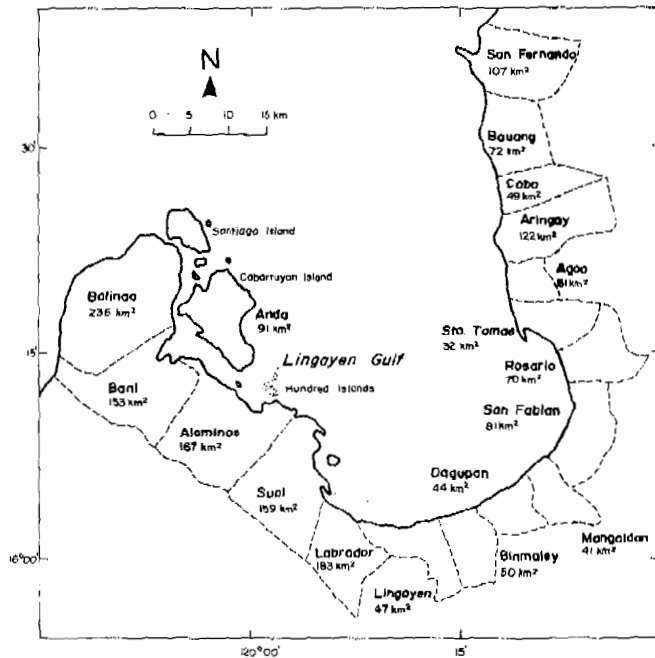 N
0 5 10 15 km
San Fernando
107 km²
30'
Bauang
72 km²
Caba
49 km²
Aringay
122 km²
Santiago Island
Cabarruyan Island
Agoo
51 km²
Bolinao
236 km²
Anda
91 km²
Sto. Tomas
32 km²
15'
Lingayen Gulf
Hundred Islands
Rosario
70 km²
Bani
153 km²
San Fabian
81 km²
Alaminos
167 km²
Dagupan
44 km²
Sual
159 km²
Mangaldan
41 km²
16°00'
Labrador
183 km²
Binmaley
50 km²
Lingayen
47 km²
120°00'
15'